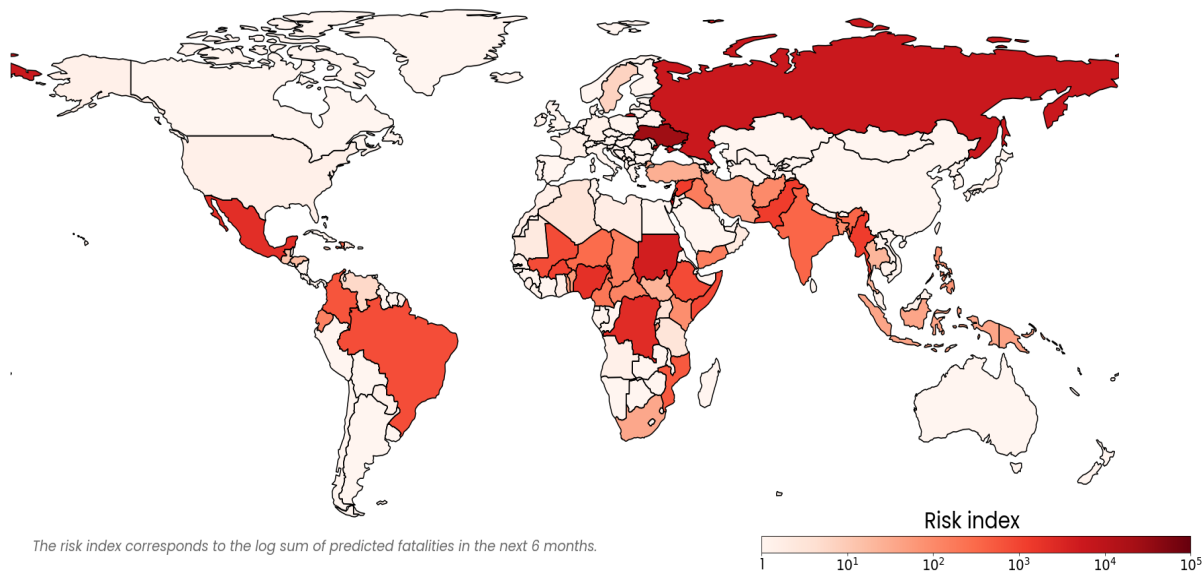 Risk index
The risk index corresponds to the log sum of predicted fatalities in the next 6 months.
1 10¹ 10² 10³ 10⁴ 10⁵